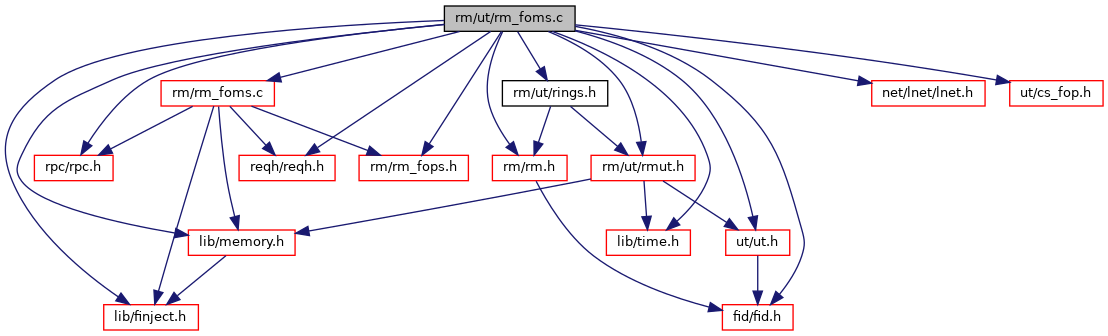 rm/ut/rm_foms.c
rm/rm_foms.c
rm/ut/rings.h
net/lnet/lnet.h
ut/cs_fop.h
rpc/rpc.h
reqh/reqh.h
rm/rm_fops.h
rm/rm.h
rm/ut/rmut.h
lib/memory.h
lib/time.h
ut/ut.h
lib/finject.h
fid/fid.h